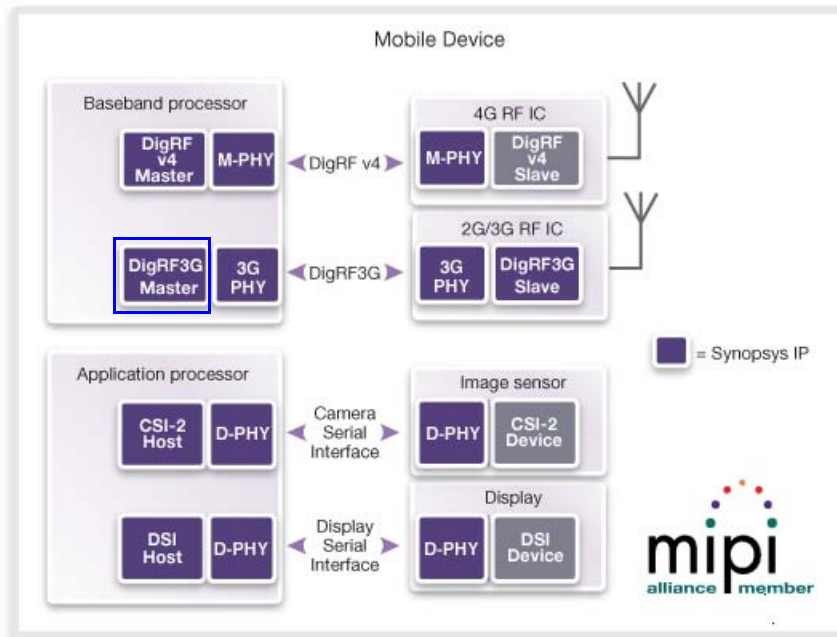 Mobile Device
Baseband processor
DigRF
v4
Master
M-PHY
DigRF v4
4G RF IC
M-PHY
DigRF
v4
Slave
DigRF3G
Master
3G
PHY
DigRF3G
2G/3G RF IC
3G
PHY
DigRF3G
Slave
= Synopsys IP
Application processor
CSI-2
Host
D-PHY
Camera
Serial
Interface
Image sensor
D-PHY
CSI-2
Device
DSI
Host
D-PHY
Display
Serial
Interface
Display
D-PHY
DSI
Device
mipi
alliance member